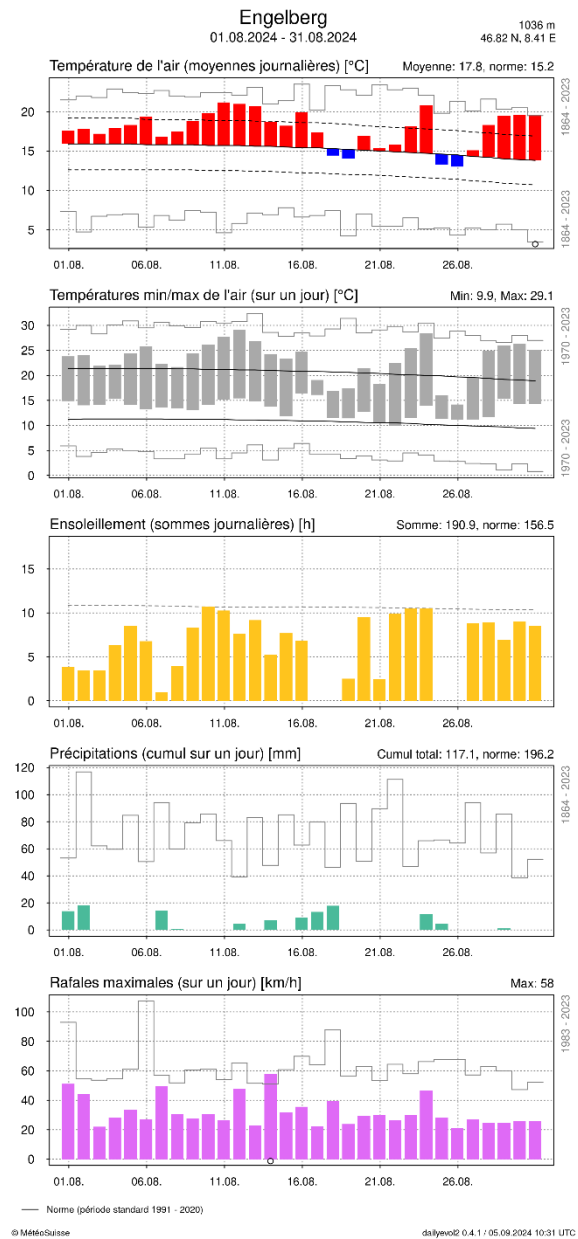 Engelberg
01.08.2024 - 31.08.2024
1036 m
46.82 N, 8.41 E
Température de l'air (moyennes journalières) [°C]
Moyenne: 17.8, norme: 15.2
20
15
10
5
1864 - 2023
1864 - 2023
01.08. 06.08. 11.08. 16.08. 21.08. 26.08.
Températures min/max de l'air (sur un jour) [°C]
Min: 9.9, Max: 29.1
30
25
20
15
10
5
0
1970 - 2023
1970 - 2023
01.08. 06.08. 11.08. 16.08. 21.08. 26.08.
Ensoleillement (sommes journalières) [h]
Somme: 190.9, norme: 156.5
15
10
5
0
01.08. 06.08. 11.08. 16.08. 21.08. 26.08.
Précipitations (cumul sur un jour) [mm]
Cumul total: 117.1, norme: 196.2
120
100
80
60
40
20
0
1864 - 2023
01.08. 06.08. 11.08. 16.08. 21.08. 26.08.
Rafales maximales (sur un jour) [km/h]
Max: 58
100
80
60
40
20
0
1983 - 2023
01.08. 06.08. 11.08. 16.08. 21.08. 26.08.
Norme (période standard 1991 - 2020)
© MétéoSuisse
dailyevol2 0.4.1 / 05.09.2024 10:31 UTC